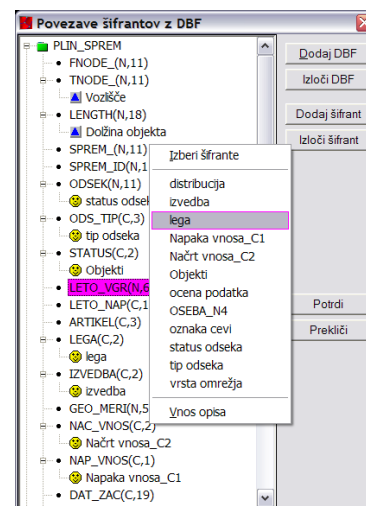 Povezave šifrantov z DBF
PLIN_SPREM
FNODE_(N,11)
TNODE_(N,11)
Vozlišče
LENGTH(N,18)
Dolžina objekta
SPREM_(N,11)
SPREM_ID(N,1
ODSEK(N,11)
status odsek
ODS_TIP(C,3)
tip odseka
STATUS(C,2)
Objekti
LETO_VGR(N,6
LETO_NAP(C,1
ARTIKEL(C,3)
LEGA(C,2)
lega
IZVEDBA(C,2)
izvedba
GEO_MERI(N,5
NAC_VNOS(C,2)
Načrt vnosa_C2
NAP_VNOS(C,1)
Napaka vnosa_C1
DAT_ZAC(C,19)
Izberi šifrante
distribucija
izvedba
lega
Napaka vnosa_C1
Načrt vnosa_C2
Objekti
ocena podatka
OSEBA_N4
oznaka cevi
status odseka
tip odseka
vrsta omrežja
Vnos opisa
Dodaj DBF
Izloči DBF
Dodaj šifrant
Izloči šifrant
Potrdi
Prekliči